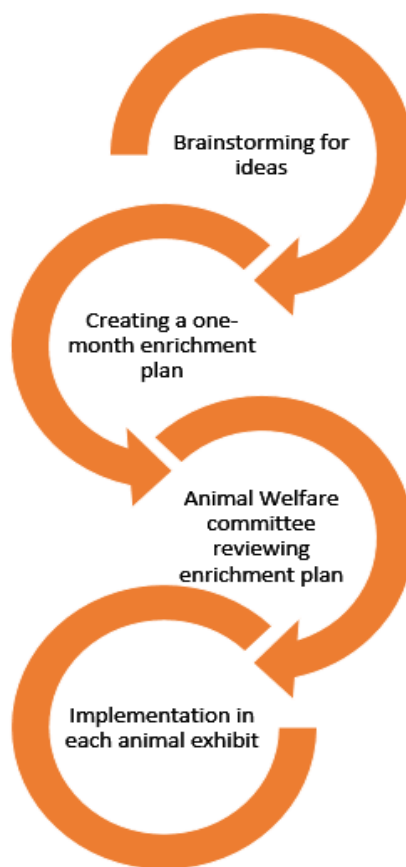 Brainstorming for
ideas
Creating a one-
month enrichment
plan
Animal Welfare
committee
reviewing
enrichment plan
Implementation in
each animal exhibit